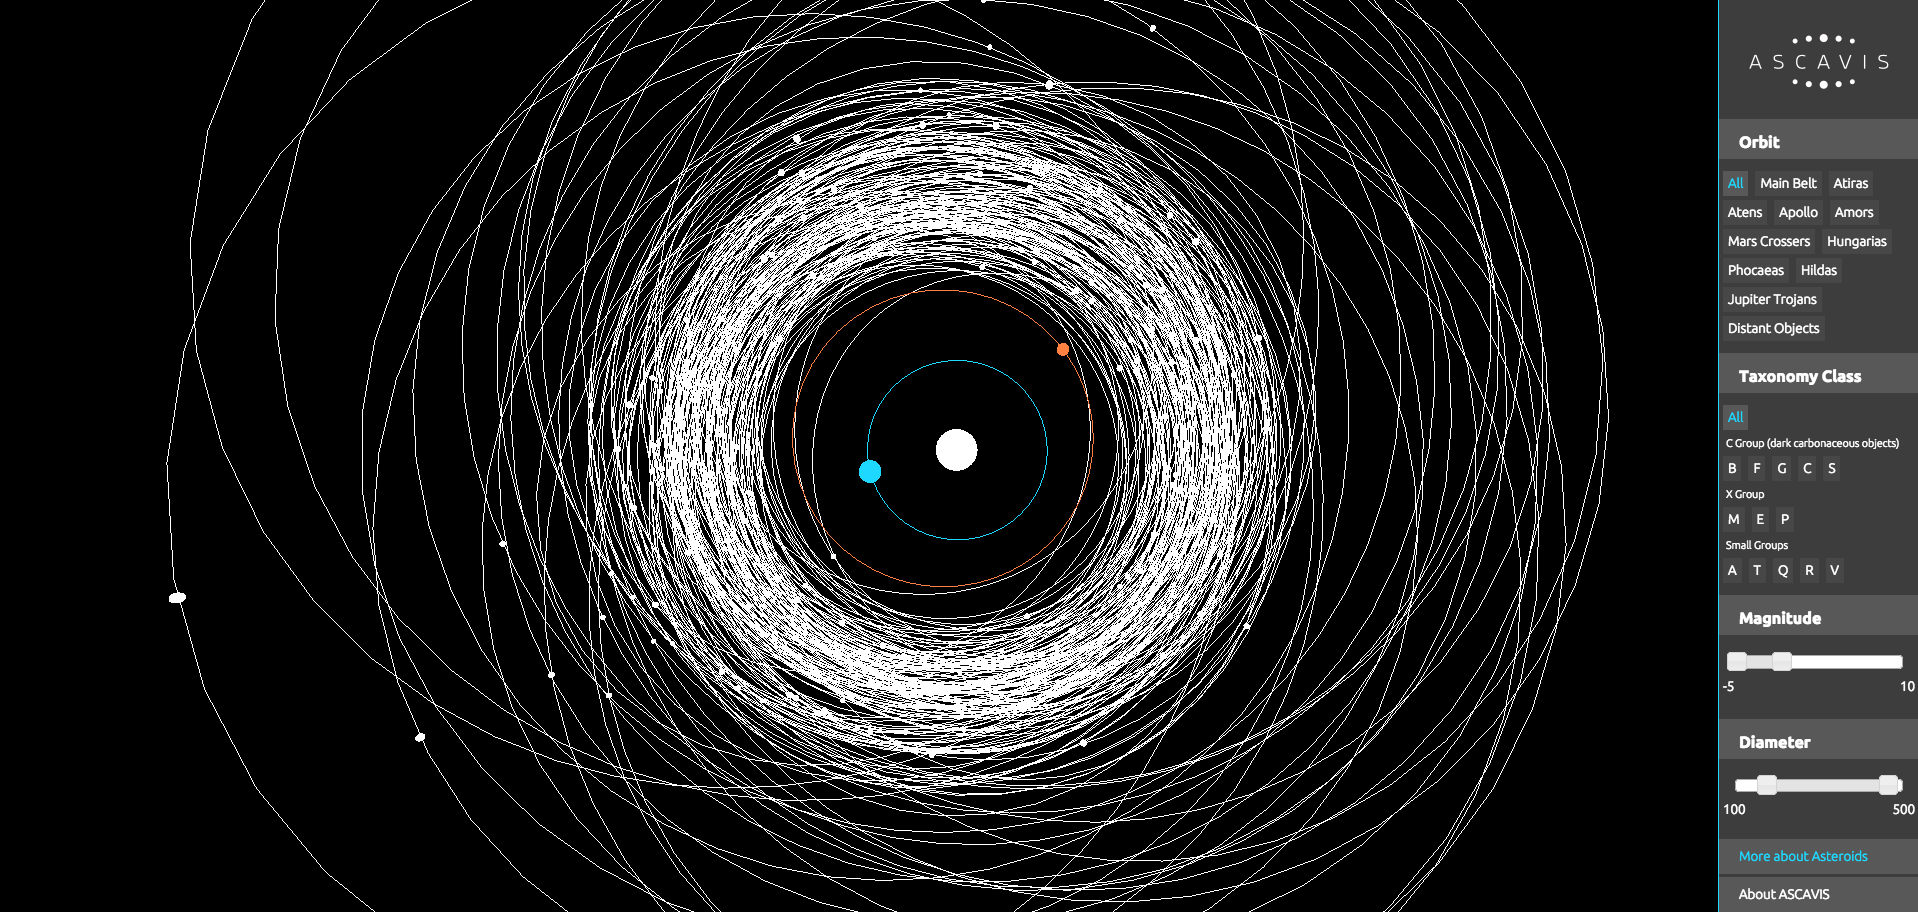 ASCAVIS
Orbit
All Main Belt Atiras
Atens Apollo Amors
Mars Crossers Hungarias
Phocaeas Hildas
Jupiter Trojans
Distant Objects
Taxonomy Class
All
C Group (dark carbonaceous objects)
B F G C S
X Group
M E P
Small Groups
A T Q R V
Magnitude
-5 10
Diameter
100 500
More about Asteroids
About ASCAVIS